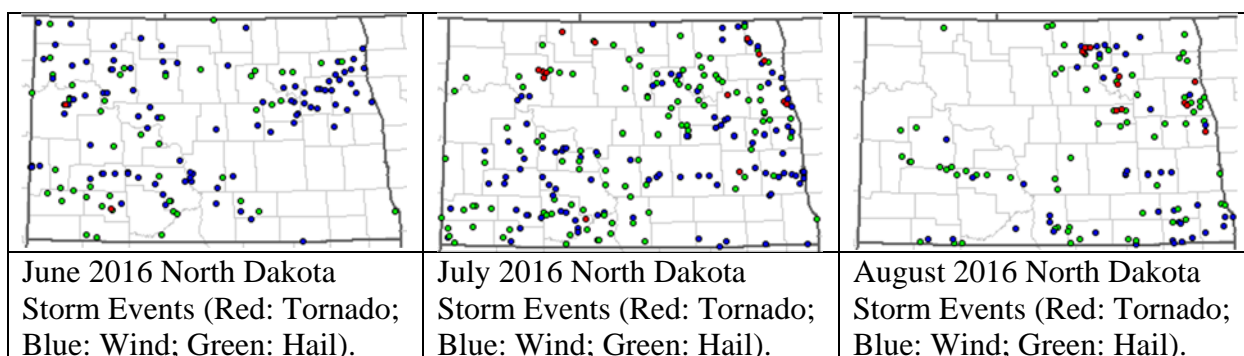 June 2016 North Dakota
Storm Events (Red: Tornado;
Blue: Wind; Green: Hail).
July 2016 North Dakota
Storm Events (Red: Tornado;
Blue: Wind; Green: Hail).
August 2016 North Dakota
Storm Events (Red: Tornado;
Blue: Wind; Green: Hail).